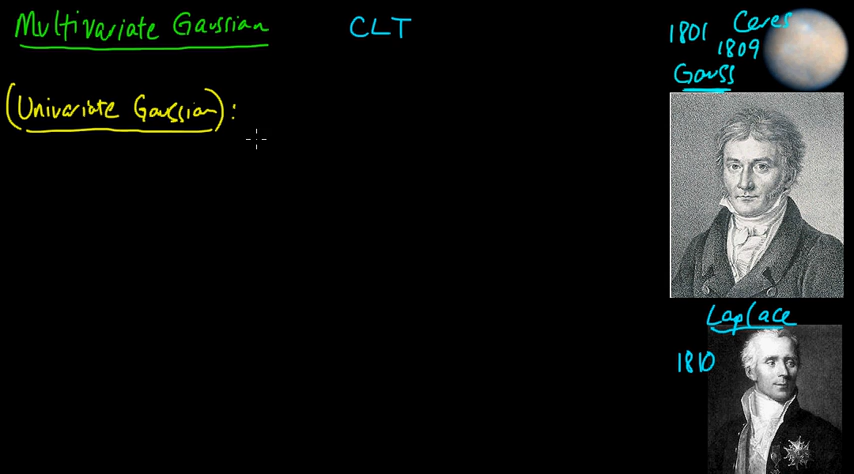 Multivariate Gaussian
CLT
1801 Ceres
1809
Gauss
(Univariate Gaussian):
Laplace
1810